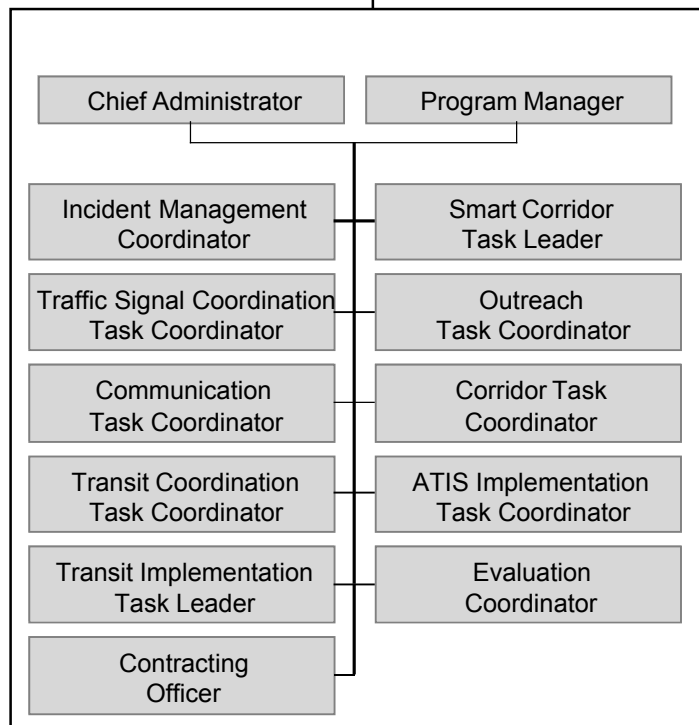 Chief Administrator
Program Manager
Incident Management
Coordinator
Smart Corridor
Task Leader
Traffic Signal Coordination
Task Coordinator
Outreach
Task Coordinator
Communication
Task Coordinator
Corridor Task
Coordinator
Transit Coordination
Task Coordinator
ATIS Implementation
Task Coordinator
Transit Implementation
Task Leader
Evaluation
Coordinator
Contracting
Officer